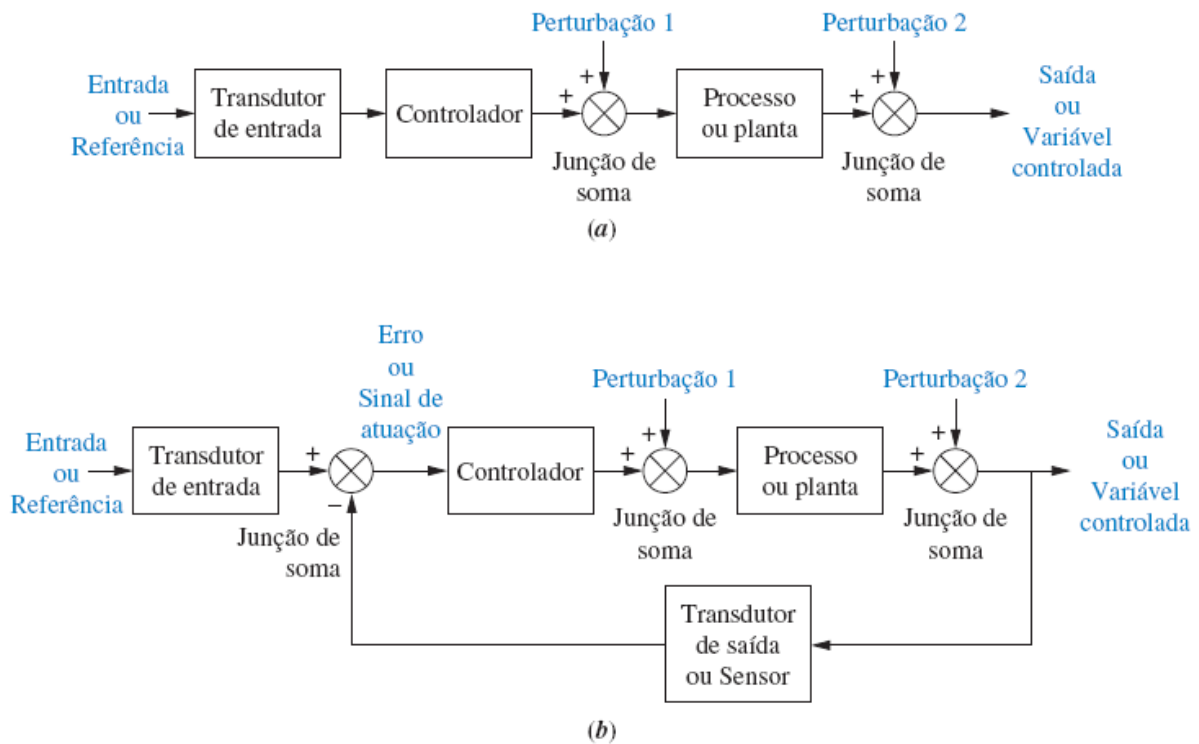 Perturbação 1
Perturbação 2
Entrada
ou
Referência
Transdutor
de entrada
Controlador
+
+
Junção de
soma
Processo
ou planta
+
+
Junção de
soma
Saída
ou
Variável
controlada
(a)
Erro
ou
Sinal de
atuação
Perturbação 1
Perturbação 2
Entrada
ou
Referência
Transdutor
de entrada
+
−
Junção de
soma
Controlador
+
+
Junção de
soma
Processo
ou planta
+
+
Junção de
soma
Saída
ou
Variável
controlada
Transdutor
de saída
ou Sensor
(b)